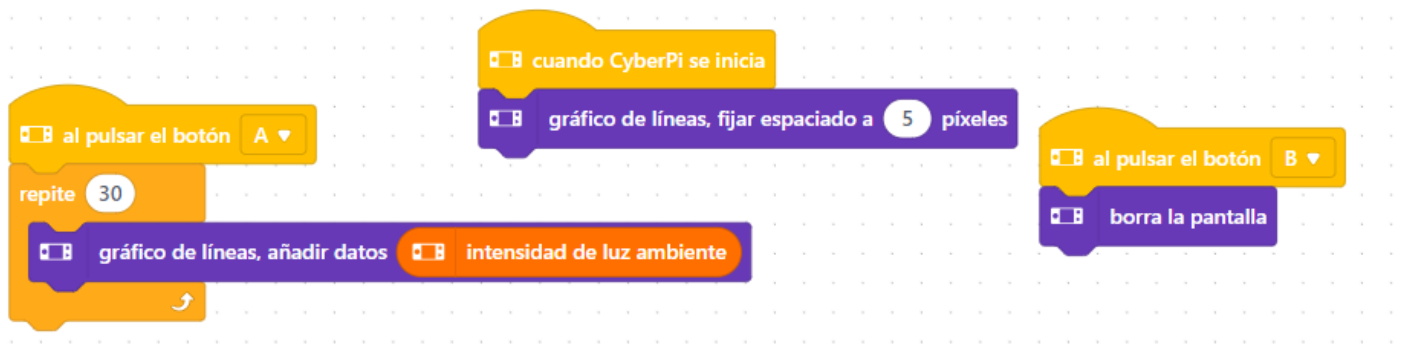 al pulsar el botón A
repite 30
gráfico de líneas, añadir datos intensidad de luz ambiente
cuando CyberPi se inicia
gráfico de líneas, fijar espaciado a 5 píxeles
al pulsar el botón B
borra la pantalla